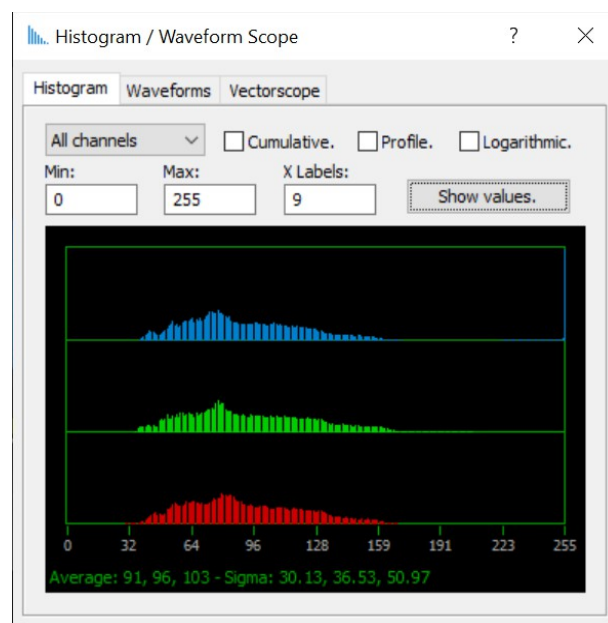 Histogram / Waveform Scope ?
Histogram Waveforms Vectorscope
All channels Cumulative. Profile. Logarithmic.
Min: Max: X Labels:
0 255 9 Show values.
0 32 64 96 128 159 191 223 255
Average: 91, 96, 103 - Sigma: 30.13, 36.53, 50.97